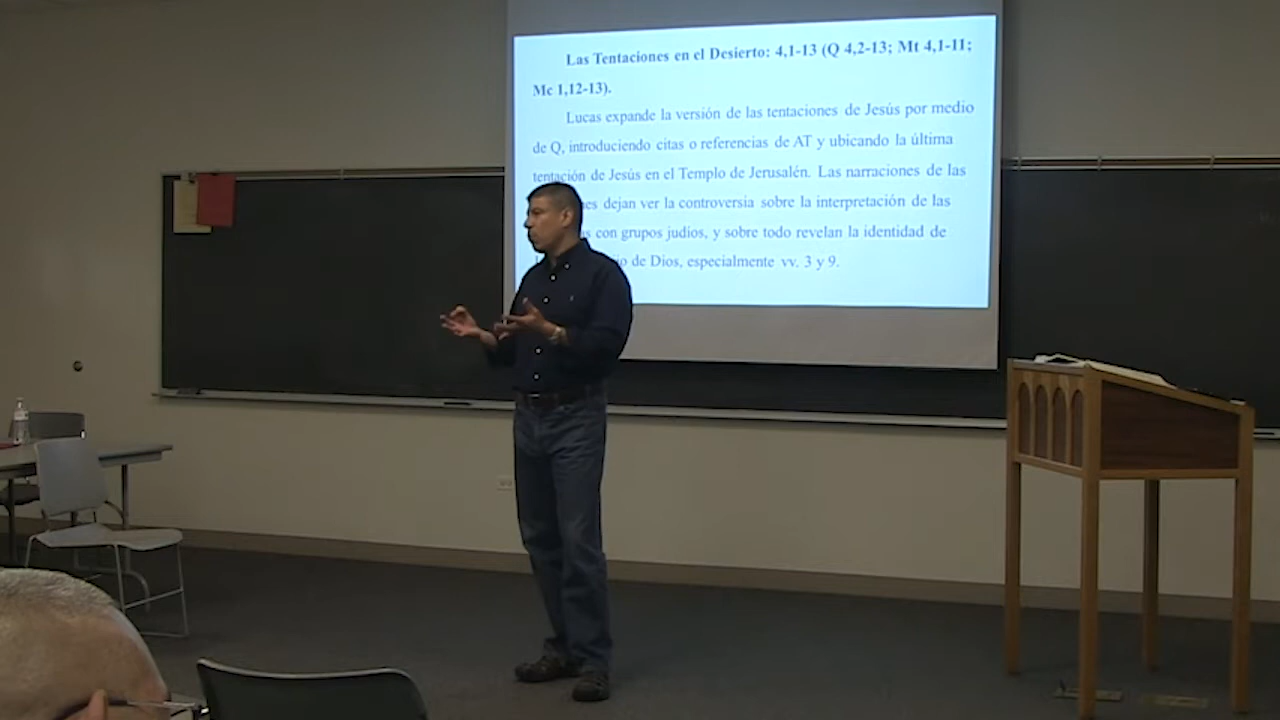 Las Tentaciones en el Desierto: 4,1-13 (Q 4,2-13; Mt 4,1-11;
Mc 1,12-13).
Lucas expande la versión de las tentaciones de Jesús por medio
de Q, introduciendo citas o referencias de AT y ubicando la última
tentación de Jesús en el Templo de Jerusalén. Las narraciones de las
dejan ver la controversia sobre la interpretación de las
con grupos judíos, y sobre todo revelan la identidad de
de Dios, especialmente vv. 3 y 9.